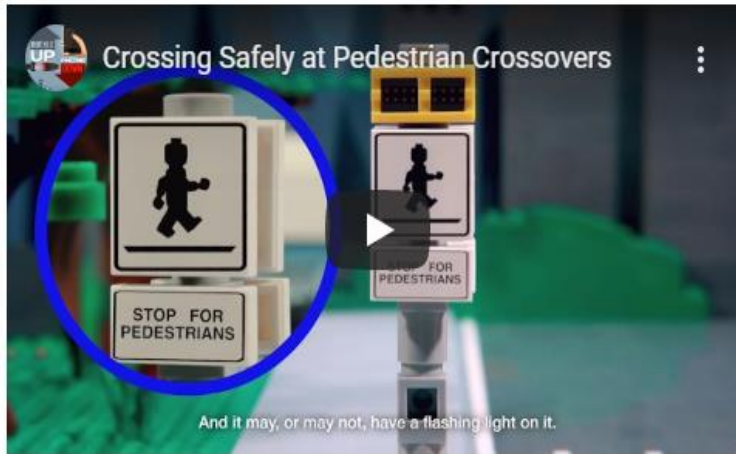 UP
Crossing Safely at Pedestrian Crossovers
STOP FOR
PEDESTRIANS
STOP FOR
PEDESTRIANS
And it may, or may not, have a flashing light on it.